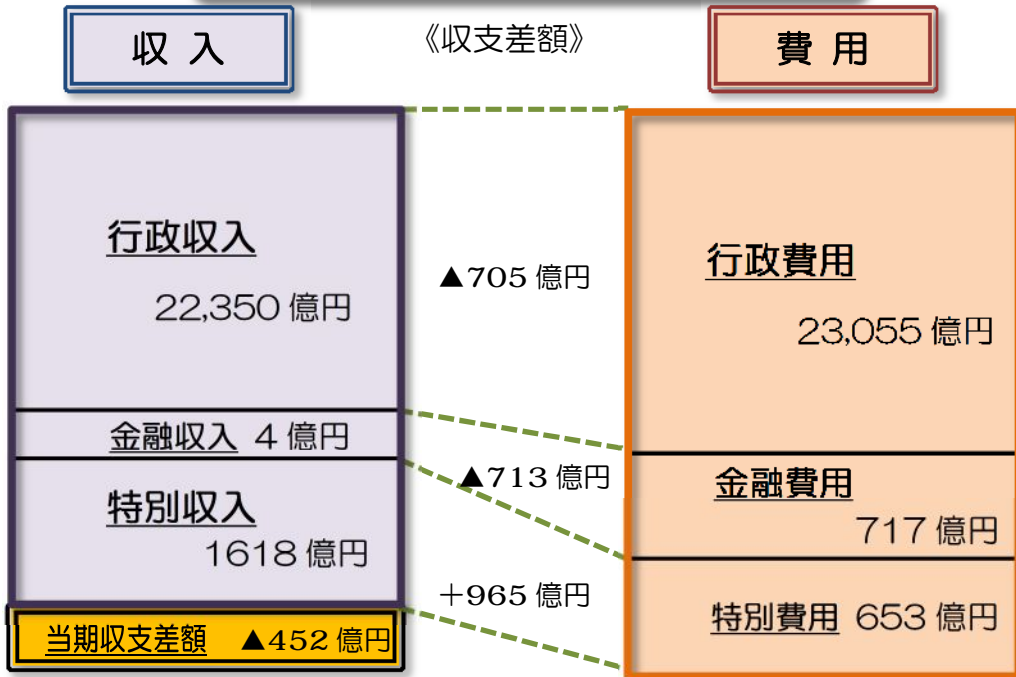 収 入
《収支差額》
費 用
行政収入
22,350 億円
▲705 億円
行政費用
23,055 億円
金融収入 4 億円
▲713 億円
金融費用
717 億円
特別収入
1618 億円
+965 億円
特別費用 653 億円
当期収支差額 ▲452 億円